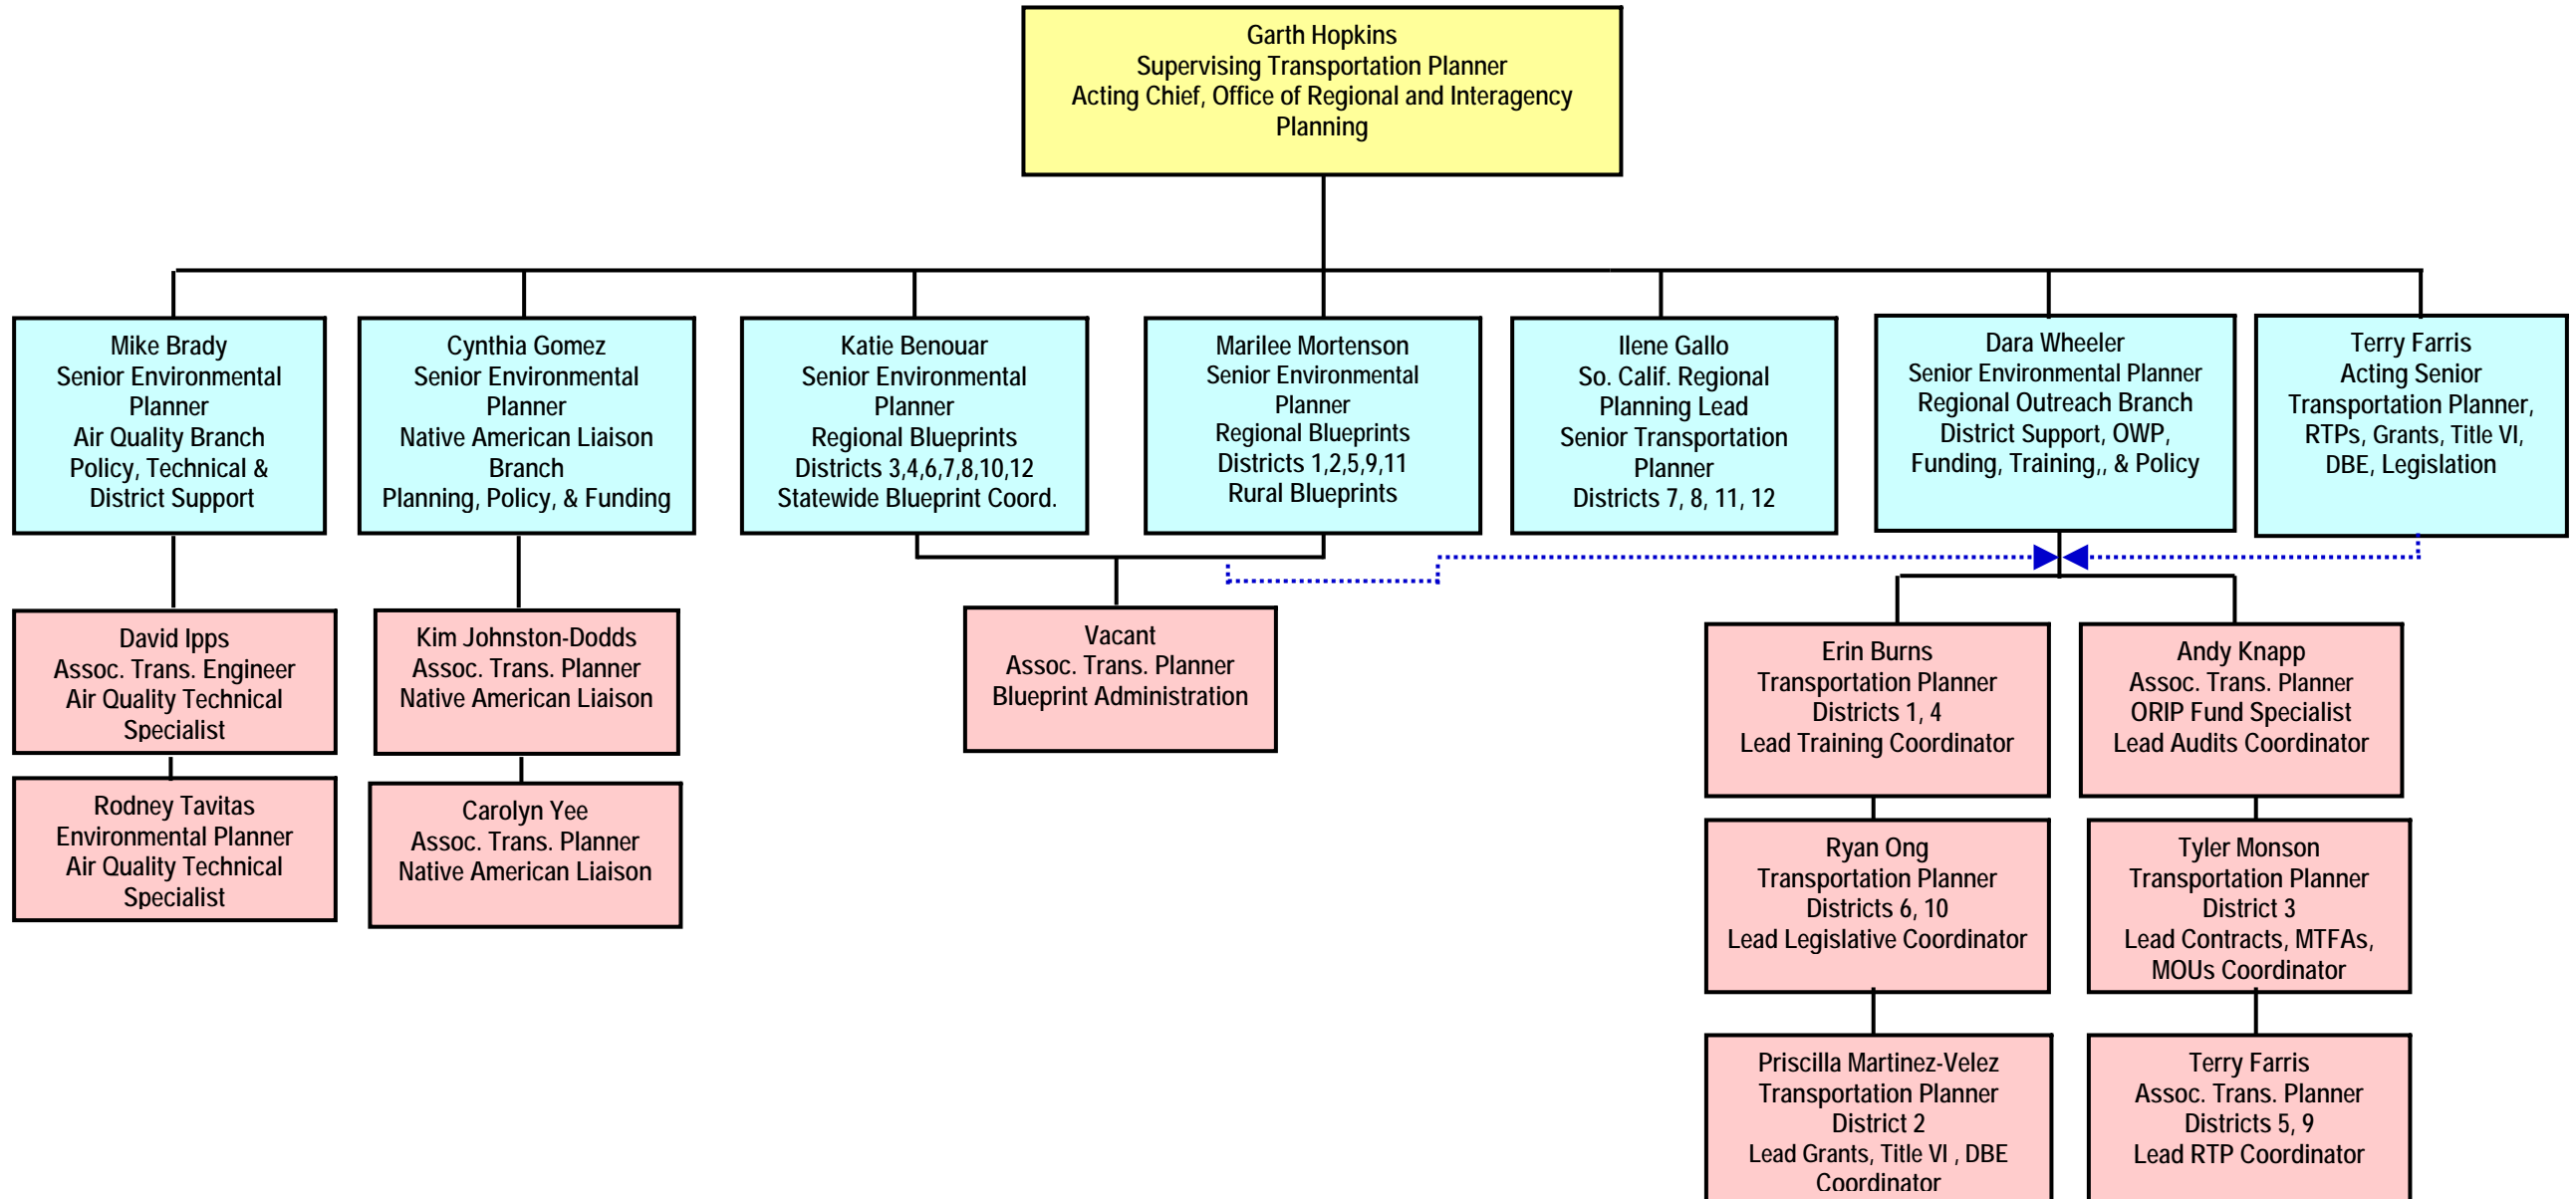 Garth Hopkins
Supervising Transportation Planner
Acting Chief, Office of Regional and Interagency
Planning
Mike Brady
Senior Environmental
Planner
Air Quality Branch
Policy, Technical &
District Support
Cynthia Gomez
Senior Environmental
Planner
Native American Liaison
Branch
Planning, Policy, & Funding
Katie Benouar
Senior Environmental
Planner
Regional Blueprints
Districts 3,4,6,7,8,10,12
Statewide Blueprint Coord.
Marilee Mortenson
Senior Environmental
Planner
Regional Blueprints
Districts 1,2,5,9,11
Rural Blueprints
Ilene Gallo
So. Calif. Regional
Planning Lead
Senior Transportation
Planner
Districts 7, 8, 11, 12
Dara Wheeler
Senior Environmental Planner
Regional Outreach Branch
District Support, OWP,
Funding, Training,, & Policy
Terry Farris
Acting Senior
Transportation Planner,
RTPs, Grants, Title VI,
DBE, Legislation
David Ipps
Assoc. Trans. Engineer
Air Quality Technical
Specialist
Kim Johnston-Dodds
Assoc. Trans. Planner
Native American Liaison
Vacant
Assoc. Trans. Planner
Blueprint Administration
Erin Burns
Transportation Planner
Districts 1, 4
Lead Training Coordinator
Andy Knapp
Assoc. Trans. Planner
ORIP Fund Specialist
Lead Audits Coordinator
Rodney Tavitas
Environmental Planner
Air Quality Technical
Specialist
Carolyn Yee
Assoc. Trans. Planner
Native American Liaison
Ryan Ong
Transportation Planner
Districts 6, 10
Lead Legislative Coordinator
Tyler Monson
Transportation Planner
District 3
Lead Contracts, MTFAs,
MOUs Coordinator
Priscilla Martinez-Velez
Transportation Planner
District 2
Lead Grants, Title VI , DBE
Coordinator
Terry Farris
Assoc. Trans. Planner
Districts 5, 9
Lead RTP Coordinator